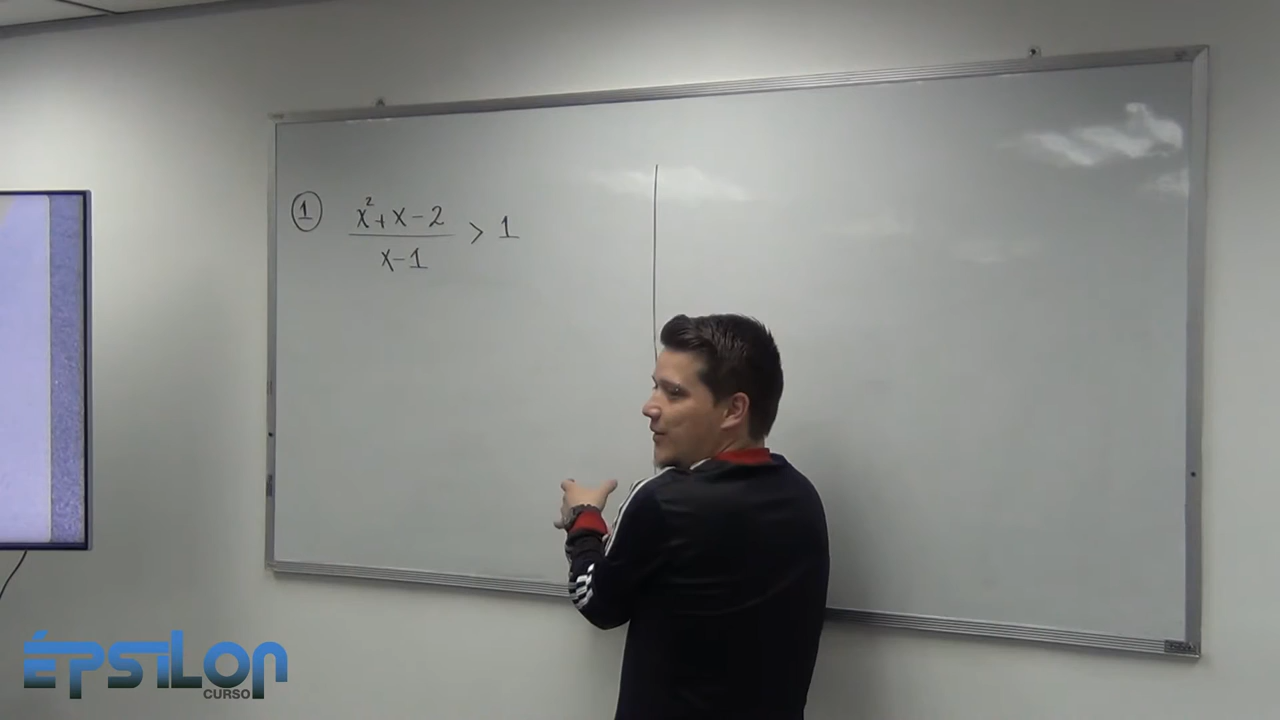 ① x²+x-2 / x-1 > 1
ÉPSILON
CURSO